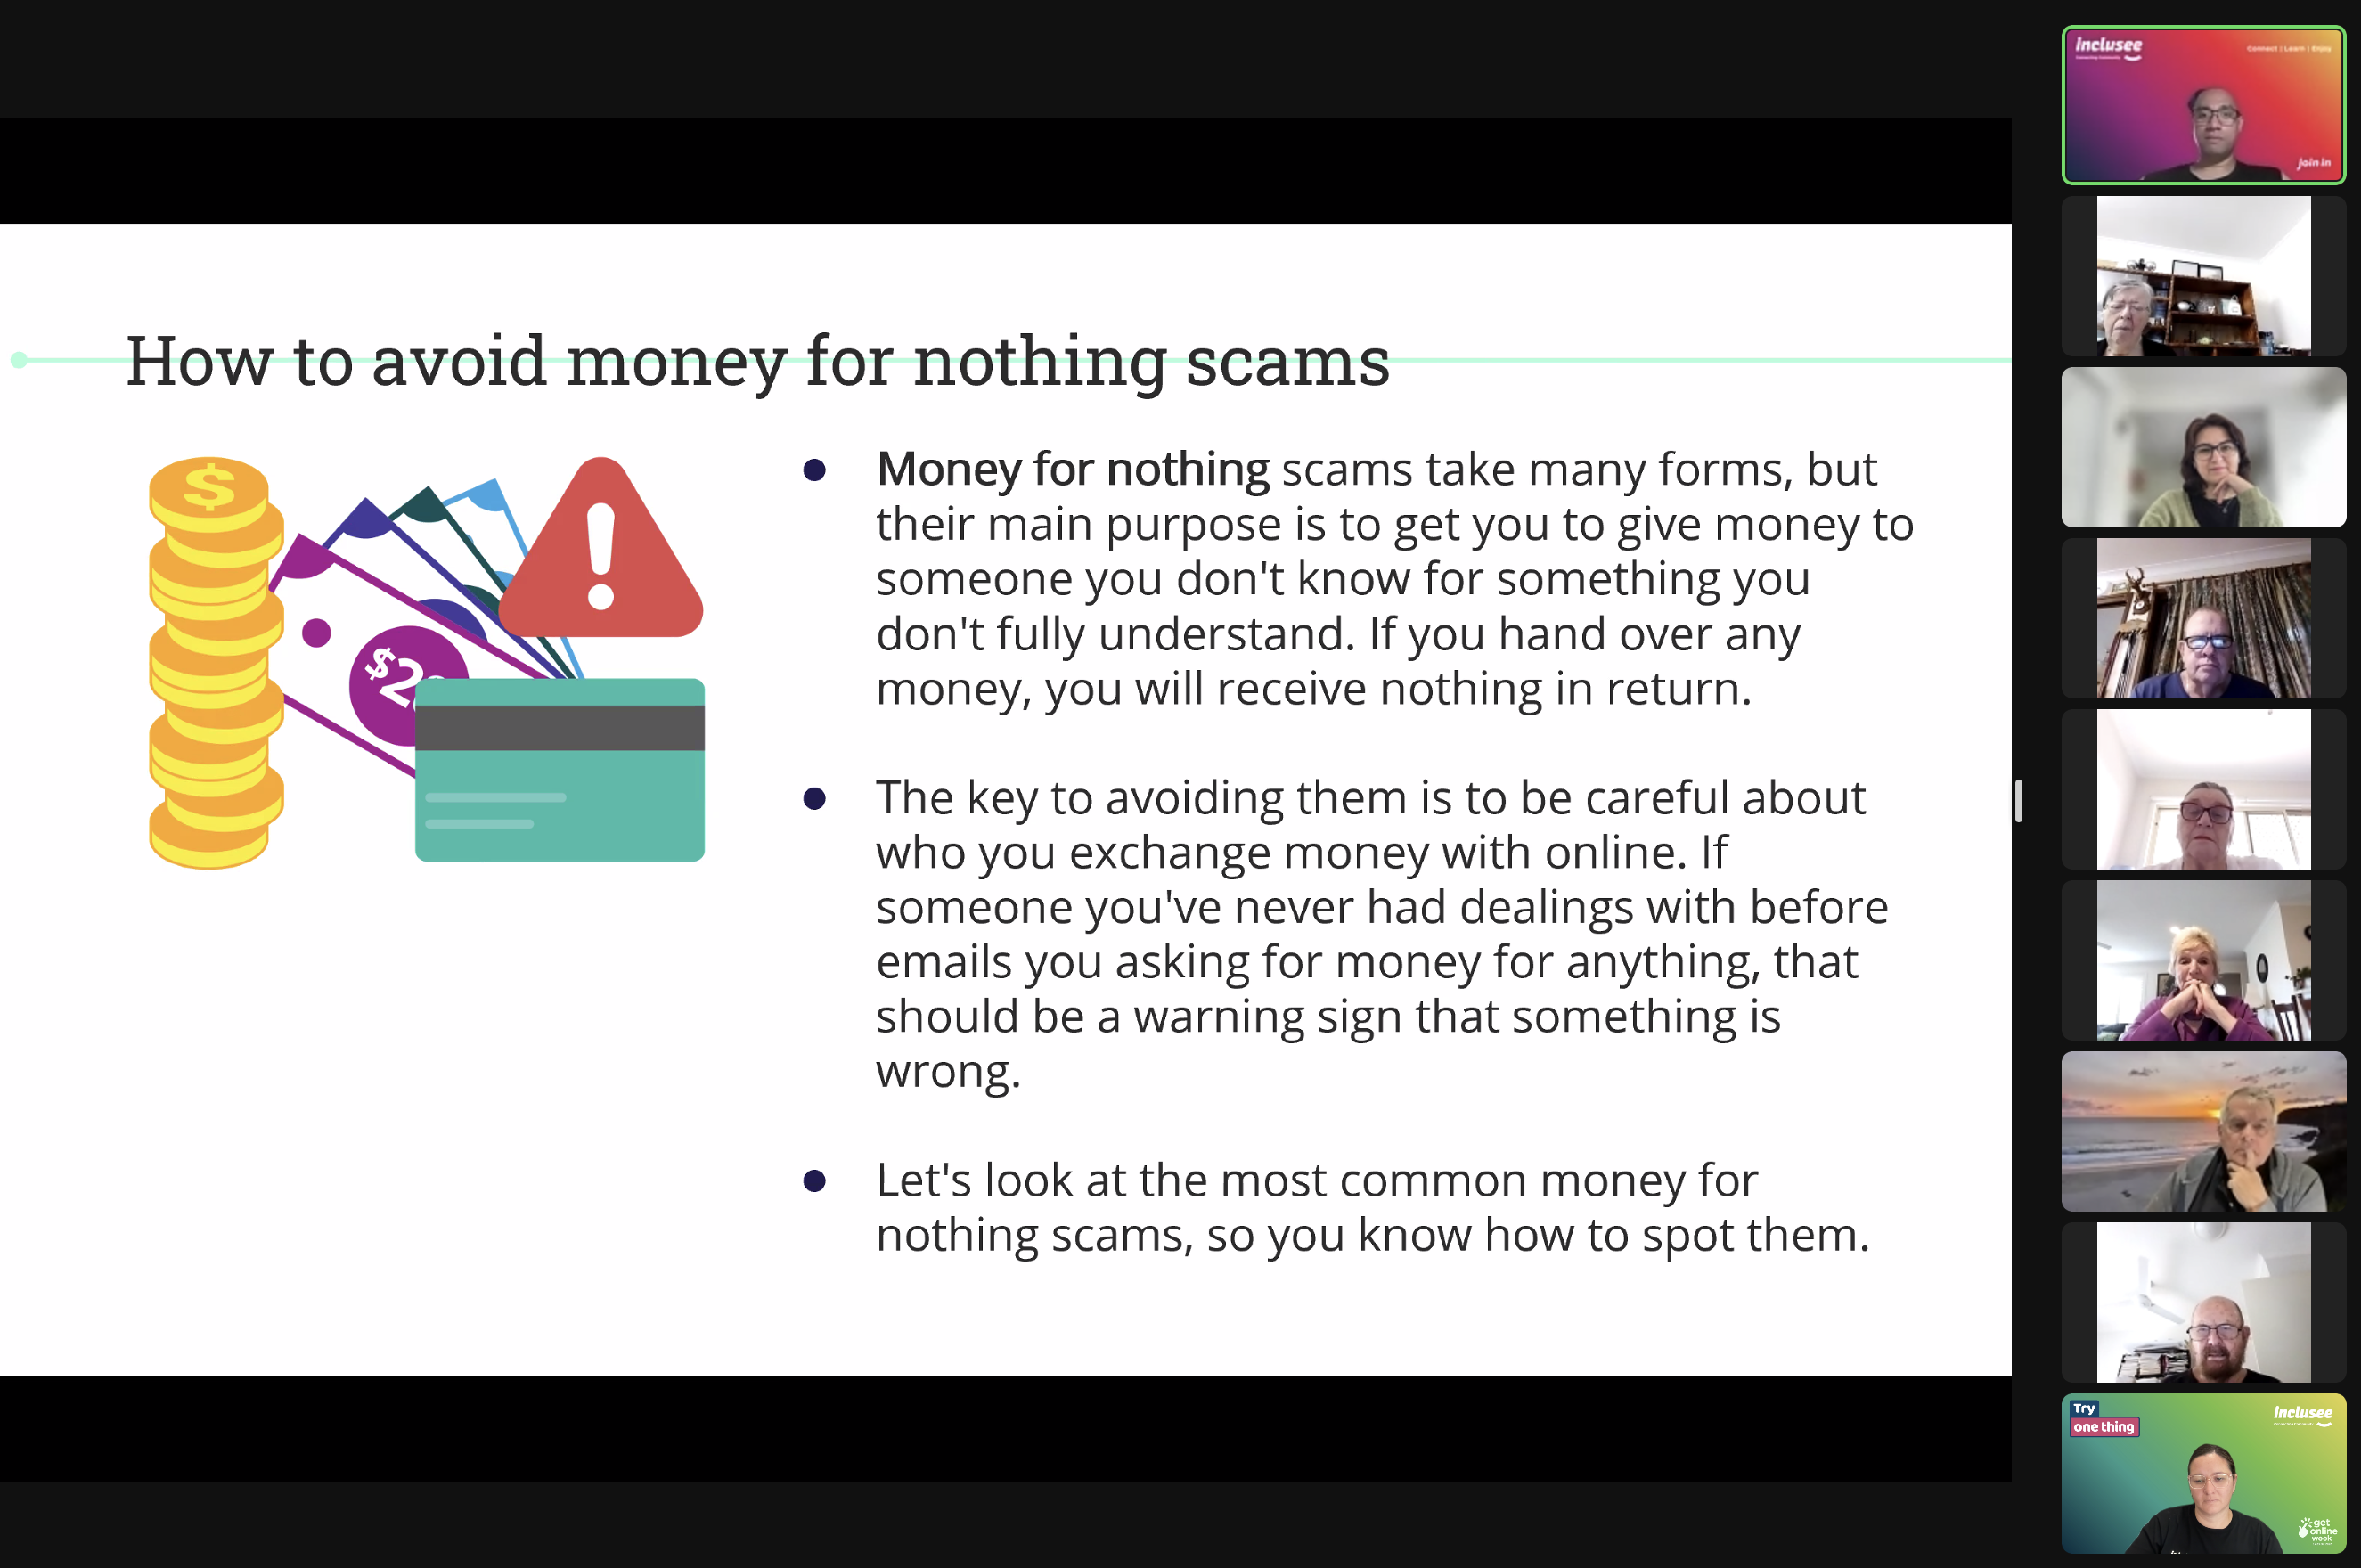 How to avoid money for nothing scams
$
$2
Money for nothing scams take many forms, but
their main purpose is to get you to give money to
someone you don't know for something you
don't fully understand. If you hand over any
money, you will receive nothing in return.
The key to avoiding them is to be careful about
who you exchange money with online. If
someone you've never had dealings with before
emails you asking for money for anything, that
should be a warning sign that something is
wrong.
Let's look at the most common money for
nothing scams, so you know how to spot them.
inclusee
Connect | Learn | Enjoy
join in
Try
one thing
inclusee
get
online
week